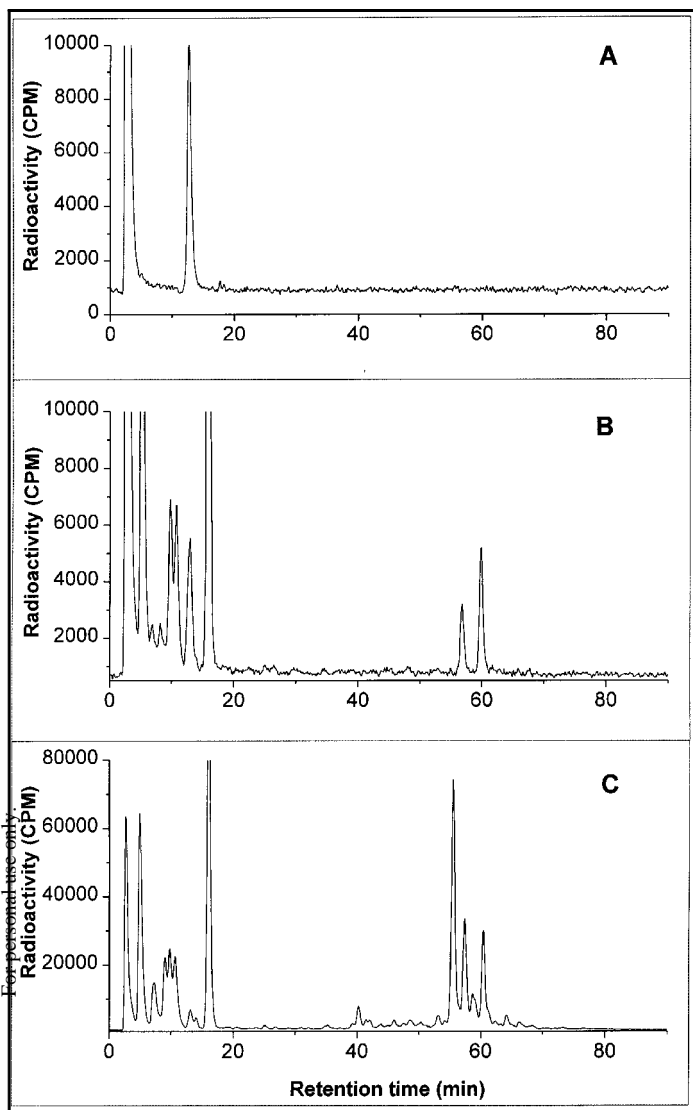 A
Radioactivity (CPM)
10000
8000
6000
4000
2000
0
0 20 40 60 80
B
Radioactivity (CPM)
10000
8000
6000
4000
2000
0 20 40 60 80
C
Radioactivity (CPM)
80000
60000
40000
20000
0 20 40 60 80
Retention time (min)
For personal use only.